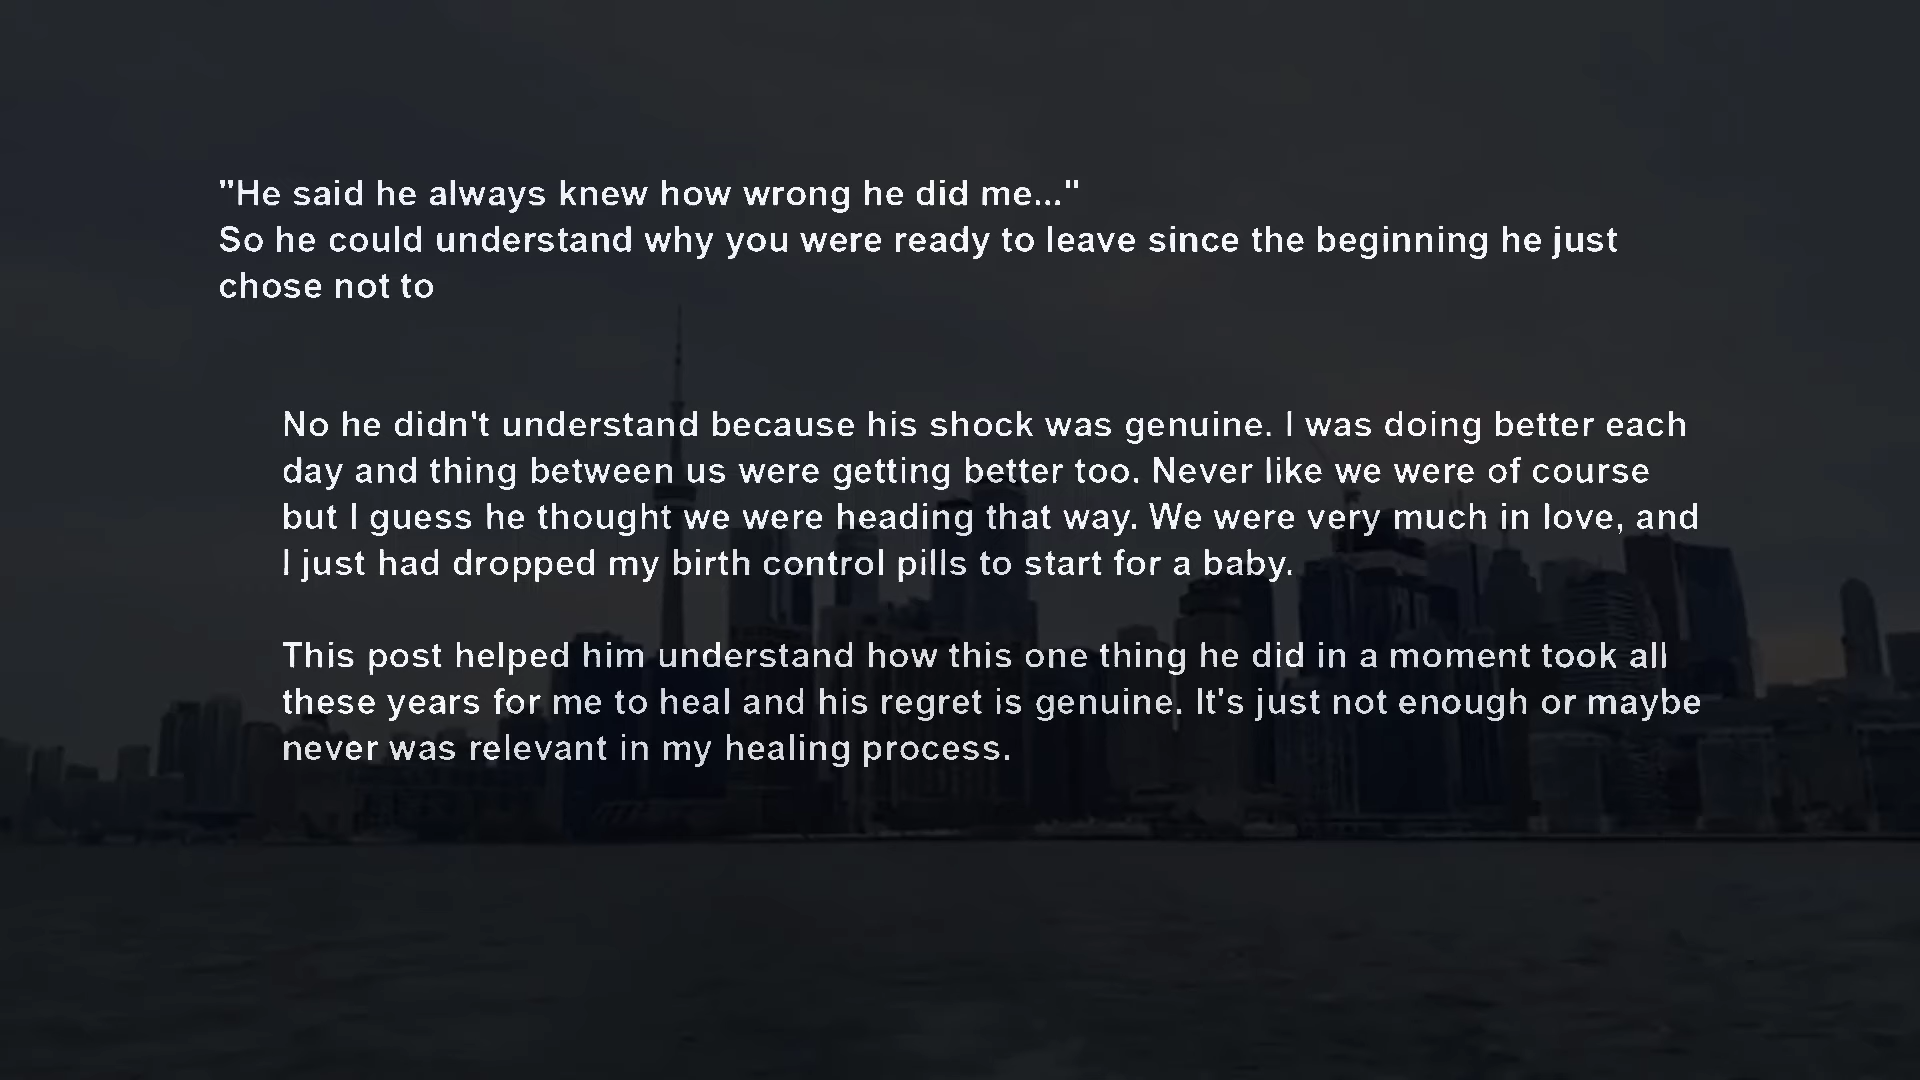 "He said he always knew how wrong he did me..."
So he could understand why you were ready to leave since the beginning he just
chose not to
No he didn't understand because his shock was genuine. I was doing better each
day and thing between us were getting better too. Never like we were of course
but I guess he thought we were heading that way. We were very much in love, and
I just had dropped my birth control pills to start for a baby.
This post helped him understand how this one thing he did in a moment took all
these years for me to heal and his regret is genuine. It's just not enough or maybe
never was relevant in my healing process.